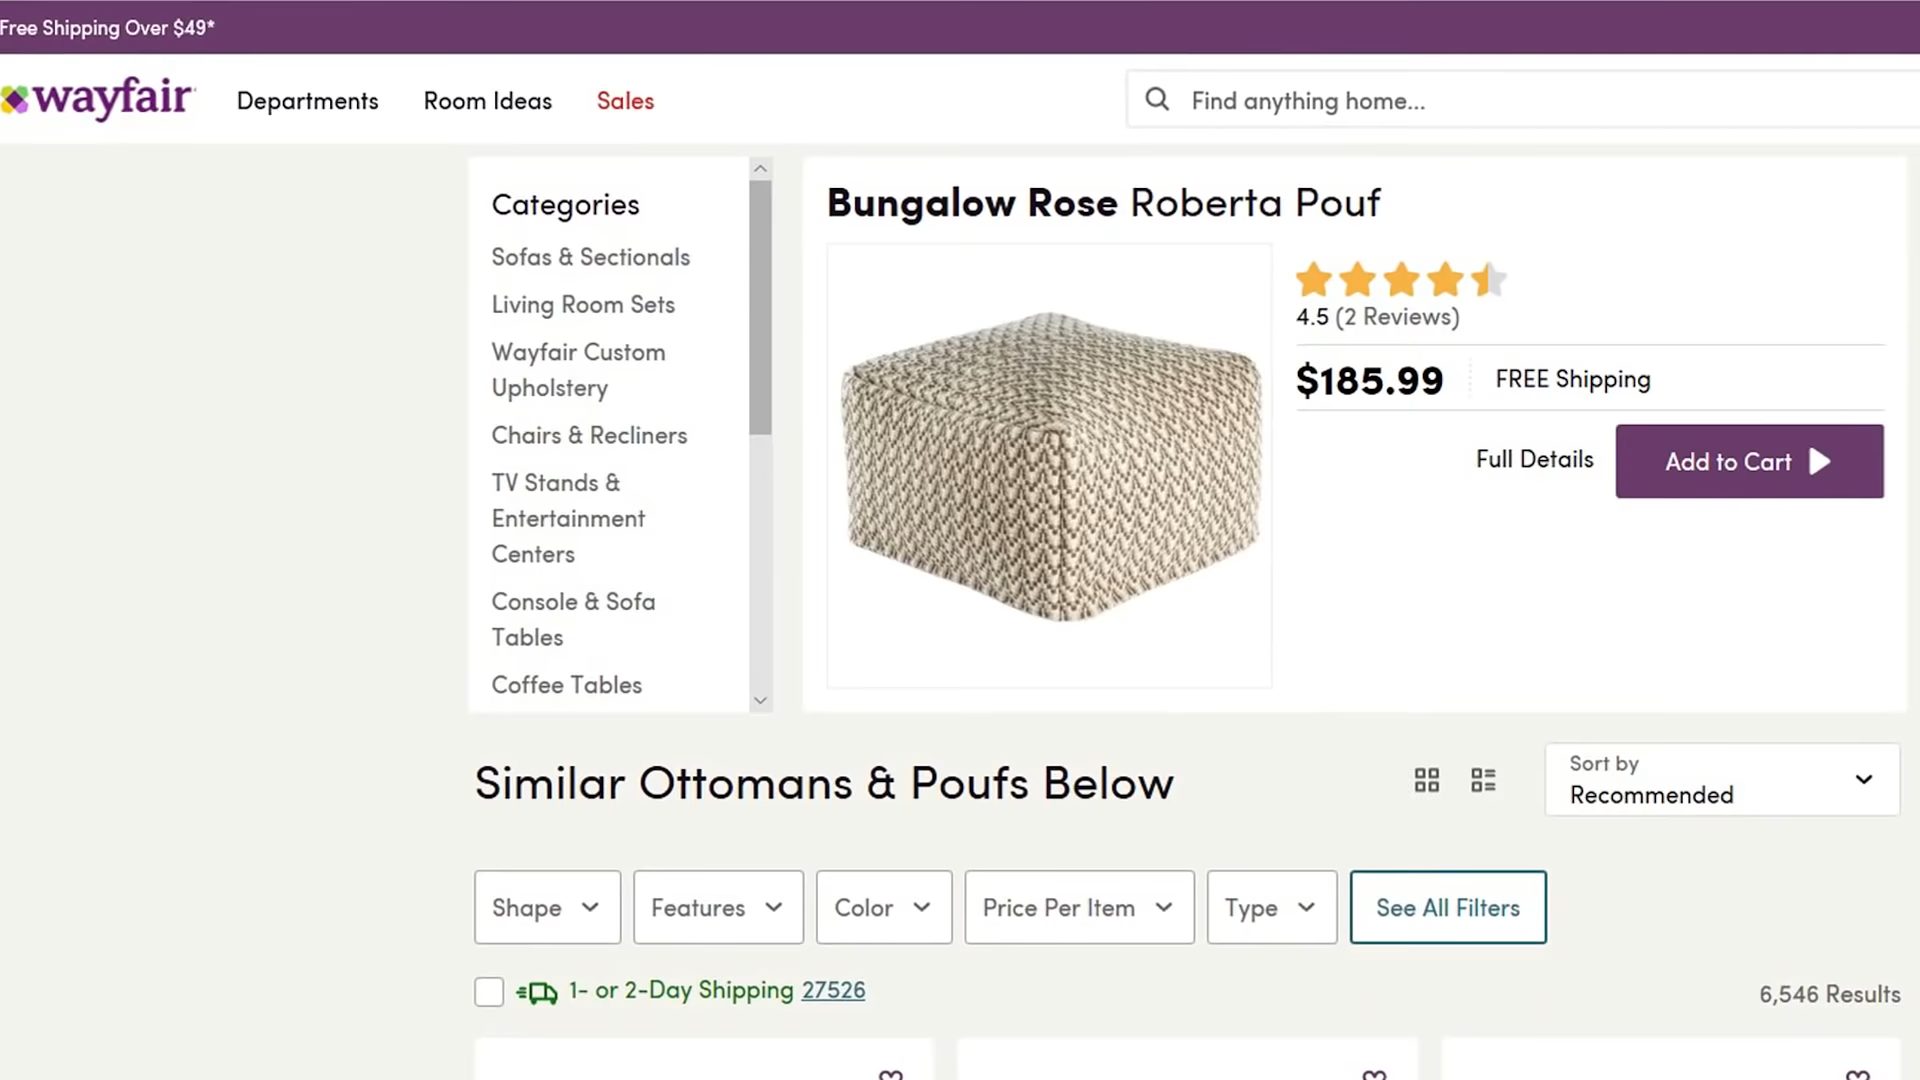 Free Shipping Over $49*
wayfair
Departments
Room Ideas
Sales
Find anything home...
Categories
Sofas & Sectionals
Living Room Sets
Wayfair Custom
Upholstery
Chairs & Recliners
TV Stands &
Entertainment
Centers
Console & Sofa
Tables
Coffee Tables
Bungalow Rose Roberta Pouf
4.5 (2 Reviews)
$185.99
FREE Shipping
Full Details
Add to Cart
Similar Ottomans & Poufs Below
Sort by
Recommended
Shape
Features
Color
Price Per Item
Type
See All Filters
1- or 2-Day Shipping 27526
6,546 Results